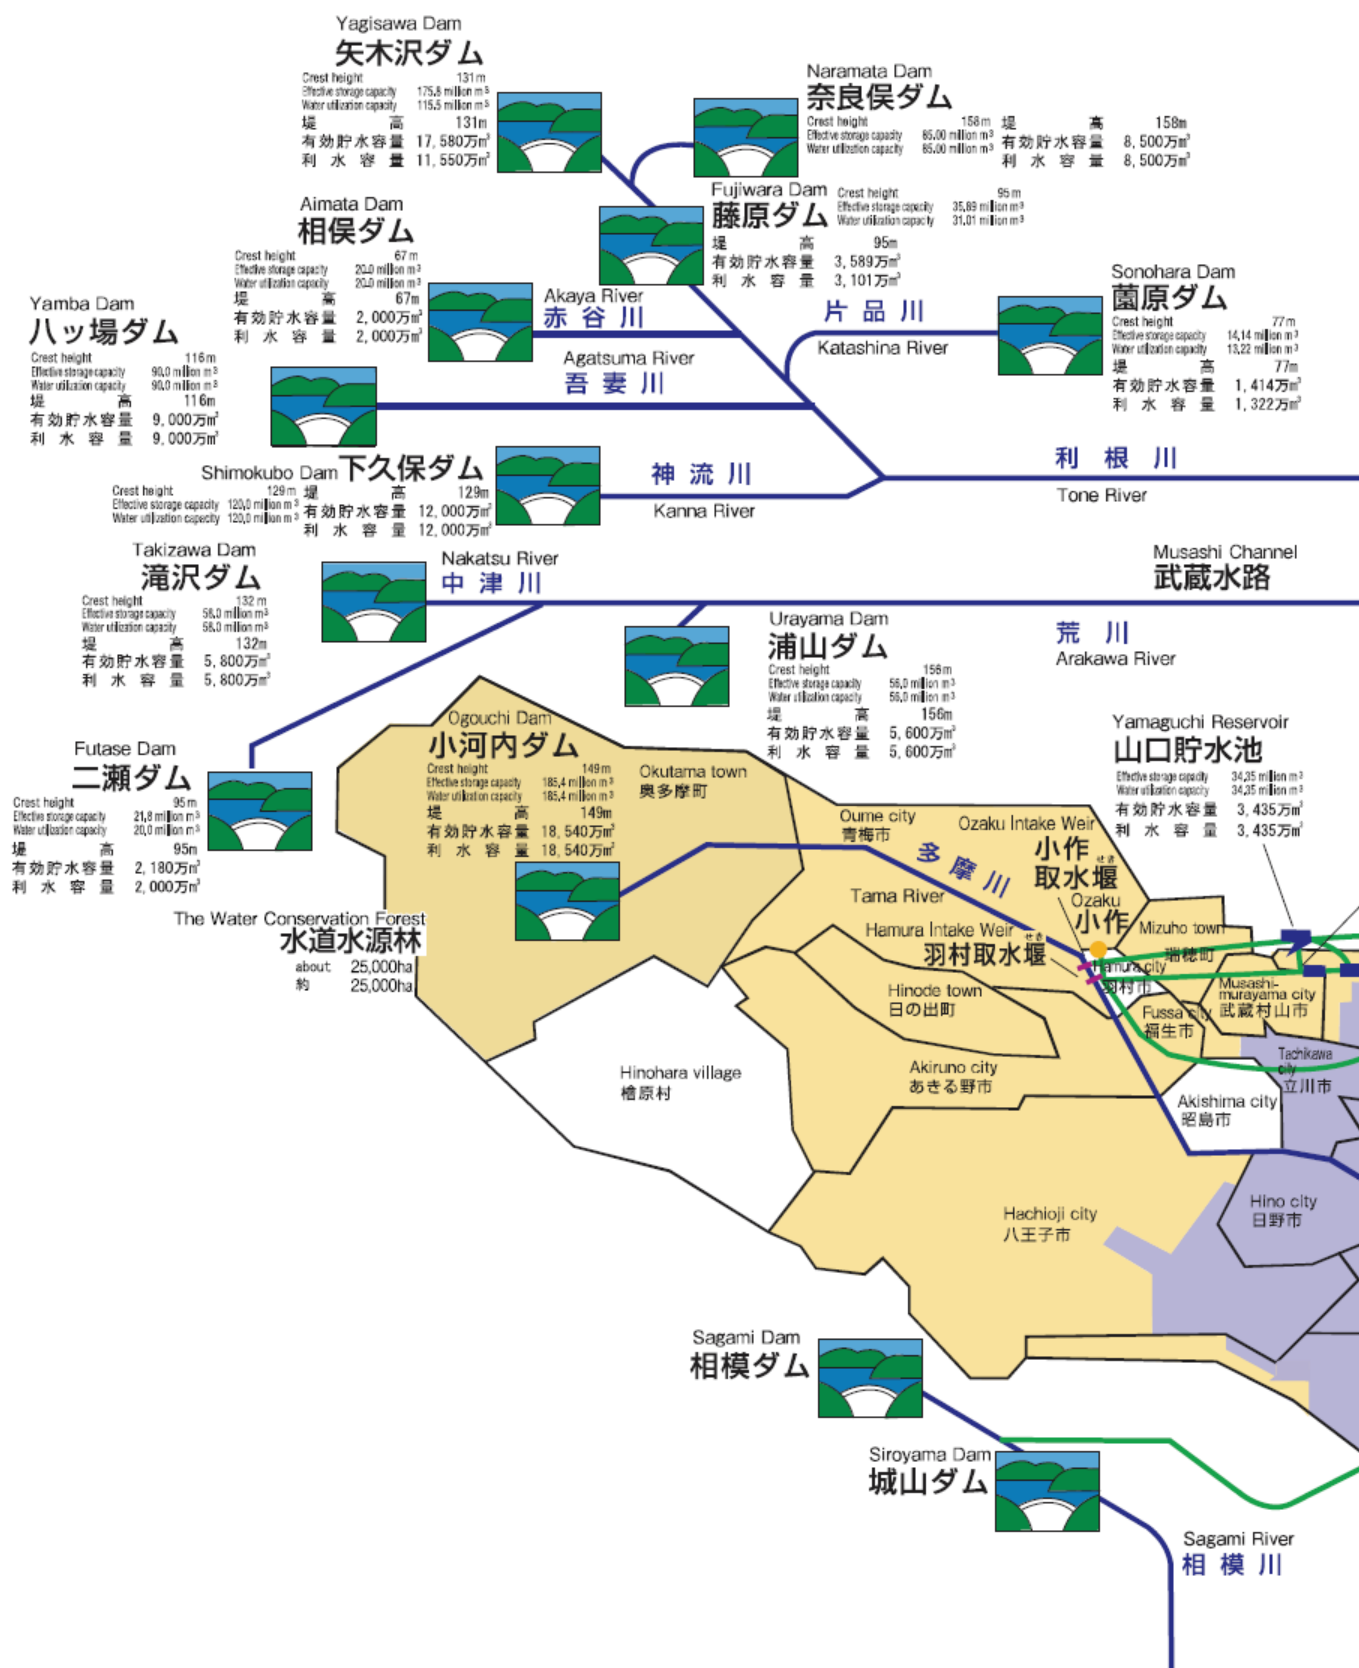 Yagisawa Dam
矢木沢ダム
Crest height 131m
Effective storage capacity 175.8 million m³
Water utilization capacity 115.5 million m³
堤高 131m
有効貯水容量 17,580万㎥
利水容量 11,550万㎥
Naramata Dam
奈良俣ダム
Crest height 158m
Effective storage capacity 85.00 million m³
Water utilization capacity 85.00 million m³
堤高 158m
有効貯水容量 8,500万㎥
利水容量 8,500万㎥
Fujiwara Dam
藤原ダム
Crest height 95m
Effective storage capacity 35.89 million m³
Water utilization capacity 31.01 million m³
堤高 95m
有効貯水容量 3,589万㎥
利水容量 3,101万㎥
Aimata Dam
相俣ダム
Crest height 67m
Effective storage capacity 20.0 million m³
Water utilization capacity 20.0 million m³
堤高 67m
有効貯水容量 2,000万㎥
利水容量 2,000万㎥
Akaya River
赤谷川
片品川
Katashina River
Sonohara Dam
薗原ダム
Crest height 77m
Effective storage capacity 14.14 million m³
Water utilization capacity 13.22 million m³
堤高 77m
有効貯水容量 1,414万㎥
利水容量 1,322万㎥
Yamba Dam
八ッ場ダム
Crest height 116m
Effective storage capacity 90.0 million m³
Water utilization capacity 90.0 million m³
堤高 116m
有効貯水容量 9,000万㎥
利水容量 9,000万㎥
Agatsuma River
吾妻川
Shimokubo Dam 下久保ダム
Crest height 129m
Effective storage capacity 120.0 million m³
Water utilization capacity 120.0 million m³
堤高 129m
有効貯水容量 12,000万㎥
利水容量 12,000万㎥
神流川
Kanna River
利根川
Tone River
Takizawa Dam
滝沢ダム
Crest height 132m
Effective storage capacity 58.0 million m³
Water utilization capacity 58.0 million m³
堤高 132m
有効貯水容量 5,800万㎥
利水容量 5,800万㎥
Nakatsu River
中津川
Musashi Channel
武蔵水路
荒川
Arakawa River
Urayama Dam
浦山ダム
Crest height 156m
Effective storage capacity 56.0 million m³
Water utilization capacity 56.0 million m³
堤高 156m
有効貯水容量 5,600万㎥
利水容量 5,600万㎥
Futase Dam
二瀬ダム
Crest height 95m
Effective storage capacity 21.8 million m³
Water utilization capacity 20.0 million m³
堤高 95m
有効貯水容量 2,180万㎥
利水容量 2,000万㎥
Ogouchi Dam
小河内ダム
Crest height 149m
Effective storage capacity 185.4 million m³
Water utilization capacity 185.4 million m³
堤高 149m
有効貯水容量 18,540万㎥
利水容量 18,540万㎥
Okutama town
奥多摩町
Yamaguchi Reservoir
山口貯水池
Effective storage capacity 34.35 million m³
Water utilization capacity 34.35 million m³
有効貯水容量 3,435万㎥
利水容量 3,435万㎥
Oume city
青梅市
多摩川
Tama River
Ozaku Intake Weir
小作
取水堰
せき
Ozaku
小作
Hamura Intake Weir
羽村取水堰
せき
The Water Conservation Forest
水道水源林
about 25,000ha
約 25,000ha
Mizuho town
瑞穂町
Hamura city
羽村市
Hinode town
日の出町
Fussa city
福生市
Musashi-
murayama city
武蔵村山市
Tachikawa
city
立川市
Hinohara village
檜原村
Akiruno city
あきる野市
Akishima city
昭島市
Hachioji city
八王子市
Hino city
日野市
Sagami Dam
相模ダム
Siroyama Dam
城山ダム
Sagami River
相模川